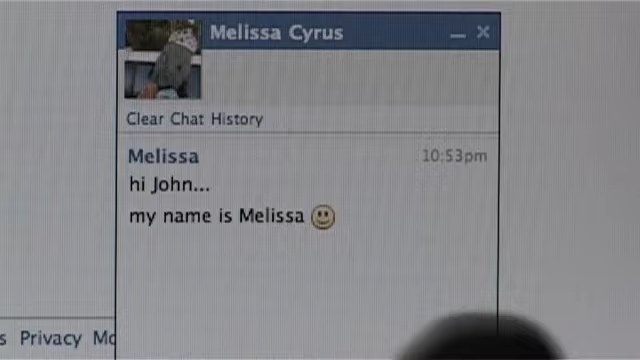 Melissa Cyrus
Clear Chat History
Melissa 10:53pm
hi John...
my name is Melissa
Privacy